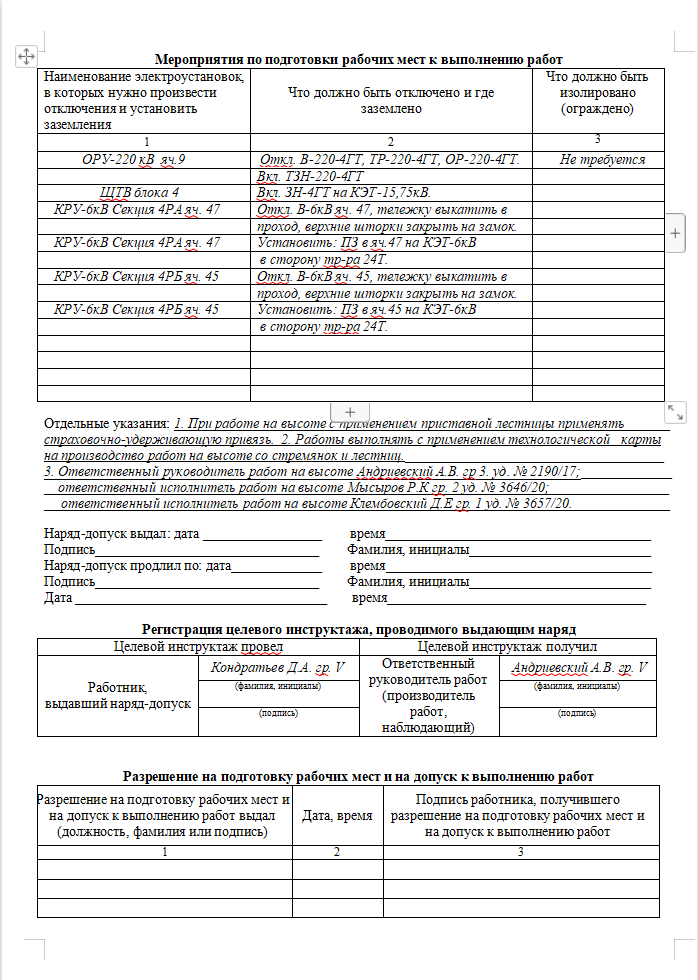 Мероприятия по подготовки рабочих мест к выполнению работ
Наименование электроустановок,
в которых нужно произвести
отключения и установить
заземления
Что должно быть отключено и где
заземлено
Что должно быть
изолировано
(ограждено)
1
2
3
ОРУ-220 кВ яч.9
Откл. В-220-4ГТ, ТР-220-4ГТ, ОР-220-4ГТ.
Не требуется
Вкл. ТЗН-220-4ГТ
ЩТВ блока 4
Вкл. ЗН-4ГТ на КЭТ-15,75кВ.
КРУ-6кВ Секция 4РА яч. 47
Откл. В-6кВ яч. 47, тележку выкатить в
проход, верхние шторки закрыть на замок.
КРУ-6кВ Секция 4РА яч. 47
Установить: ПЗ в яч.47 на КЭТ-6кВ
в сторону тр-ра 24Т.
КРУ-6кВ Секция 4РБ яч. 45
Откл. В-6кВ яч. 45, тележку выкатить в
проход, верхние шторки закрыть на замок.
КРУ-6кВ Секция 4РБ яч. 45
Установить: ПЗ в яч.45 на КЭТ-6кВ
в сторону тр-ра 24Т.
Отдельные указания: 1. При работе на высоте с применением приставной лестницы применять
страховочно-удерживающую привязь. 2. Работы выполнять с применением технологической карты
на производство работ на высоте со стремянок и лестниц.
3. Ответственный руководитель работ на высоте Андриевский А.В. гр 3. уд. № 2190/17;
ответственный исполнитель работ на высоте Мысыров Р.К гр. 2 уд. № 3646/20;
ответственный исполнитель работ на высоте Клембовский Д.Е гр. 1 уд. № 3657/20.
Наряд-допуск выдал: дата время
Подпись Фамилия, инициалы
Наряд-допуск продлил по: дата время
Подпись Фамилия, инициалы
Дата время
Регистрация целевого инструктажа, проводимого выдающим наряд
Целевой инструктаж провел
Целевой инструктаж получил
Работник,
выдавший наряд-допуск
Кондратьев Д.А. гр. V
(фамилия, инициалы)
(подпись)
Ответственный
руководитель работ
(производитель
работ,
наблюдающий)
Андриевский А.В. гр. V
(фамилия, инициалы)
(подпись)
Разрешение на подготовку рабочих мест и на допуск к выполнению работ
Разрешение на подготовку рабочих мест и
на допуск к выполнению работ выдал
(должность, фамилия или подпись)
Дата, время
Подпись работника, получившего
разрешение на подготовку рабочих мест и
на допуск к выполнению работ
1
2
3